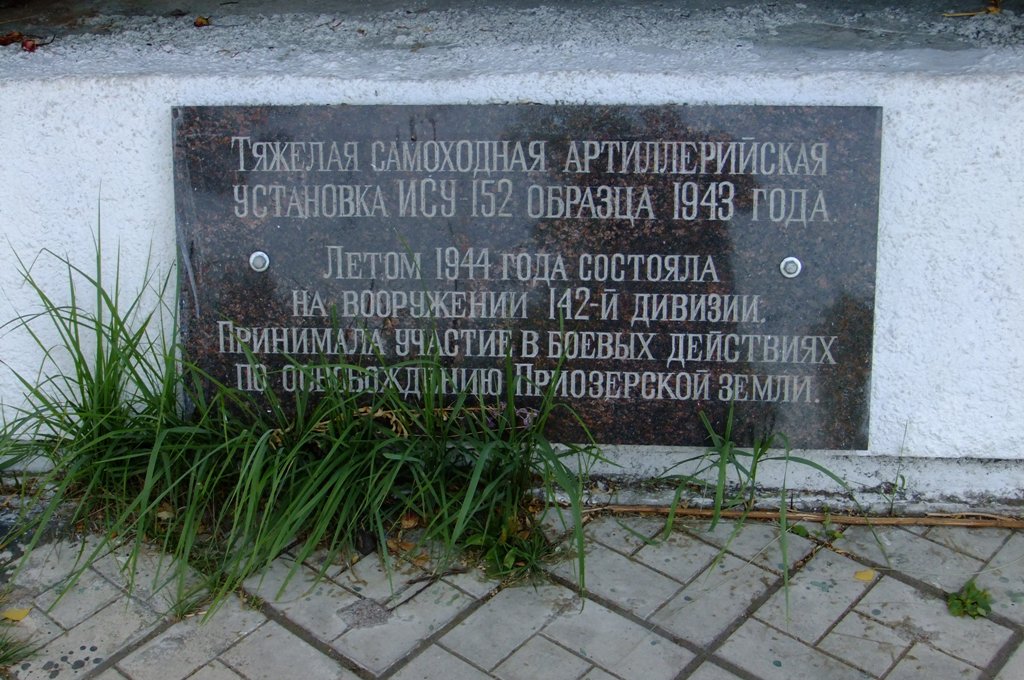 Тяжелая самоходная артиллерийская
установка ИСУ-152 образца 1943 года.
Летом 1944 года состояла
на вооружении 142-й дивизии.
Принимала участие в боевых действиях
по освобождению Приозерской земли.